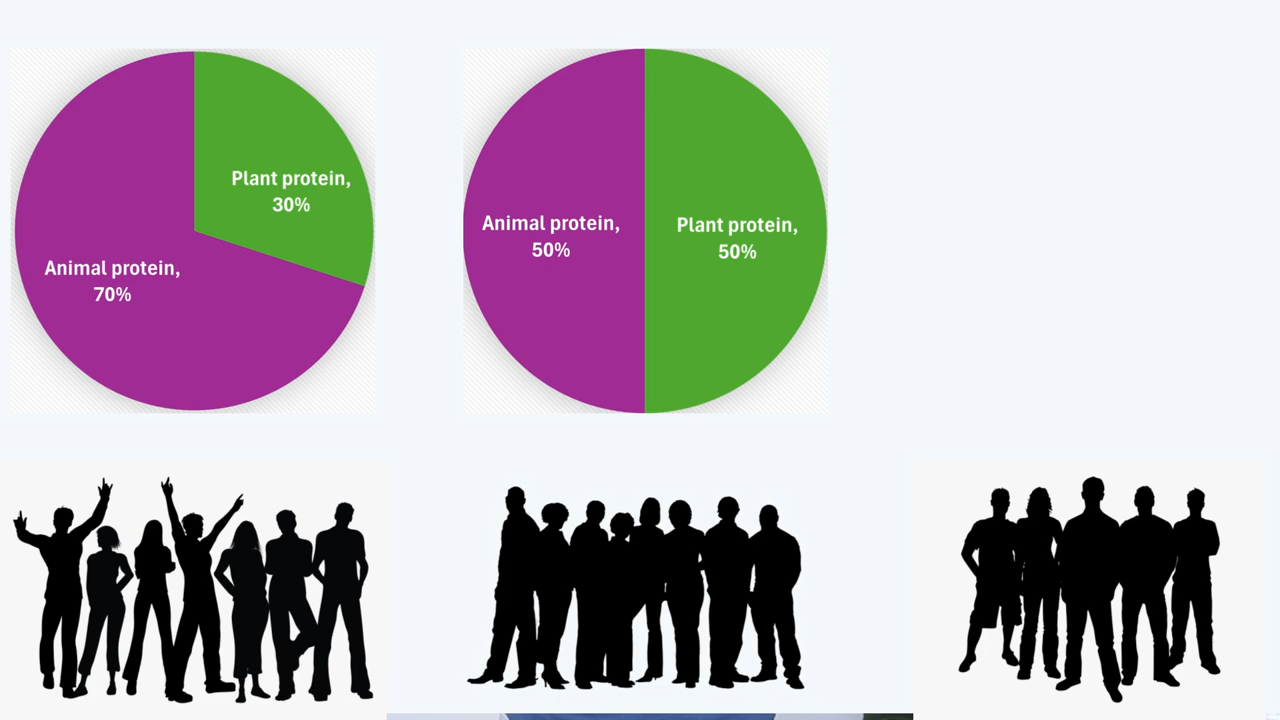 Plant protein,
30%
Animal protein,
70%
Animal protein,
50%
Plant protein,
50%